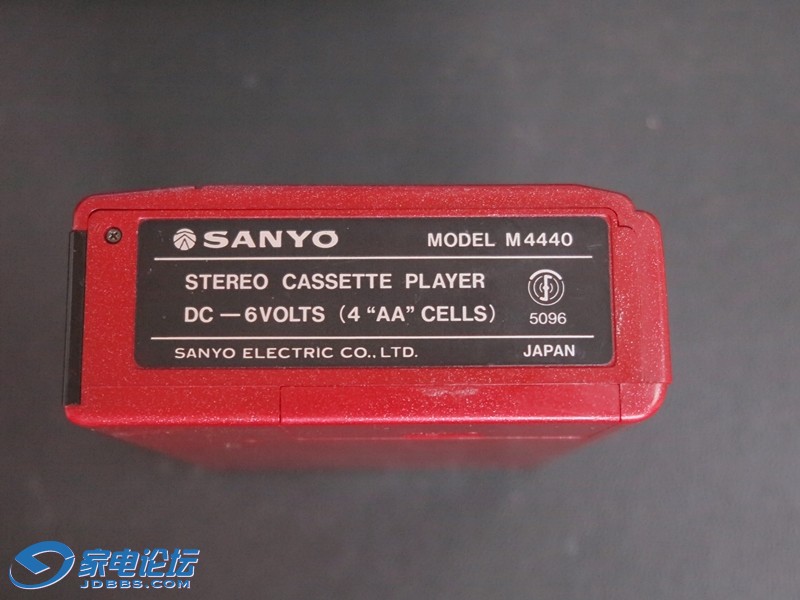 SANYO MODEL M4440
STEREO CASSETTE PLAYER
DC — 6VOLTS (4 “AA” CELLS)
5096
SANYO ELECTRIC CO., LTD. JAPAN
家电论坛
JDBBS.COM